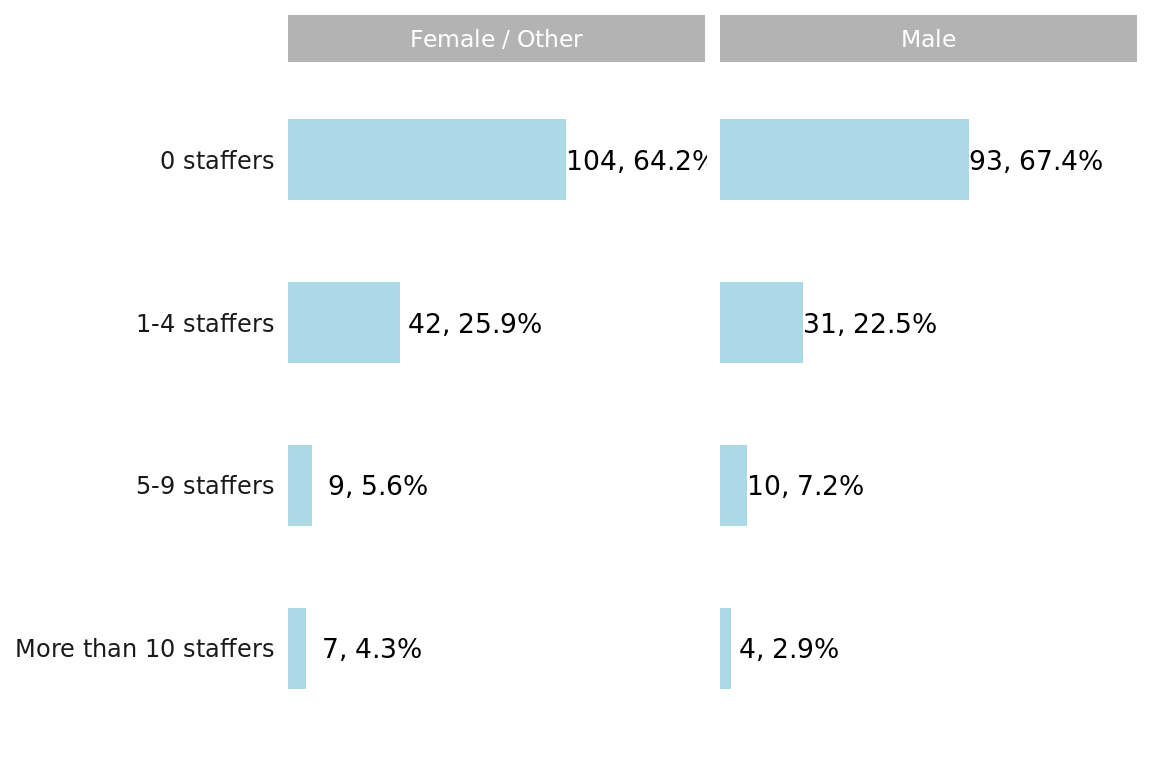 Female / Other Male
0 staffers 104, 64.2% 93, 67.4%
1-4 staffers 42, 25.9% 31, 22.5%
5-9 staffers 9, 5.6% 10, 7.2%
More than 10 staffers 7, 4.3% 4, 2.9%